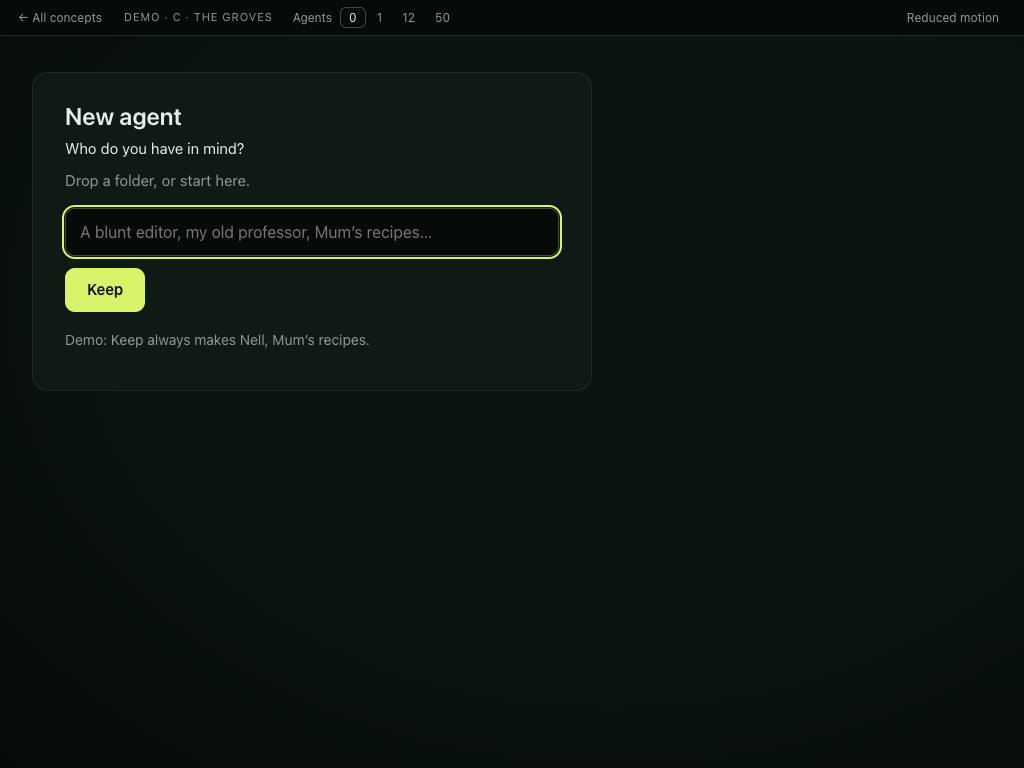 ← All concepts DEMO · C · THE GROVES Agents 0 1 12 50 Reduced motion
New agent
Who do you have in mind?
Drop a folder, or start here.
A blunt editor, my old professor, Mum’s recipes…
Keep
Demo: Keep always makes Nell, Mum’s recipes.